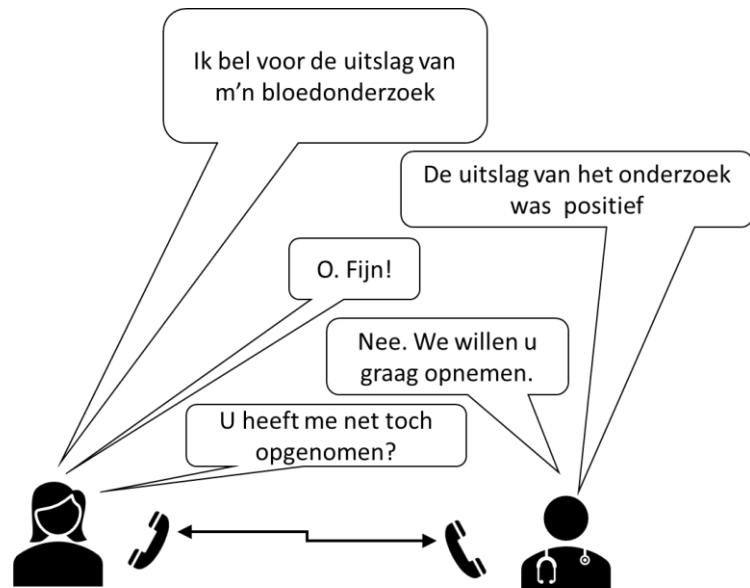 Ik bel voor de uitslag van
m'n bloedonderzoek
De uitslag van het onderzoek
was positief
O. Fijn!
Nee. We willen u
graag opnemen.
U heeft me net toch
opgenomen?